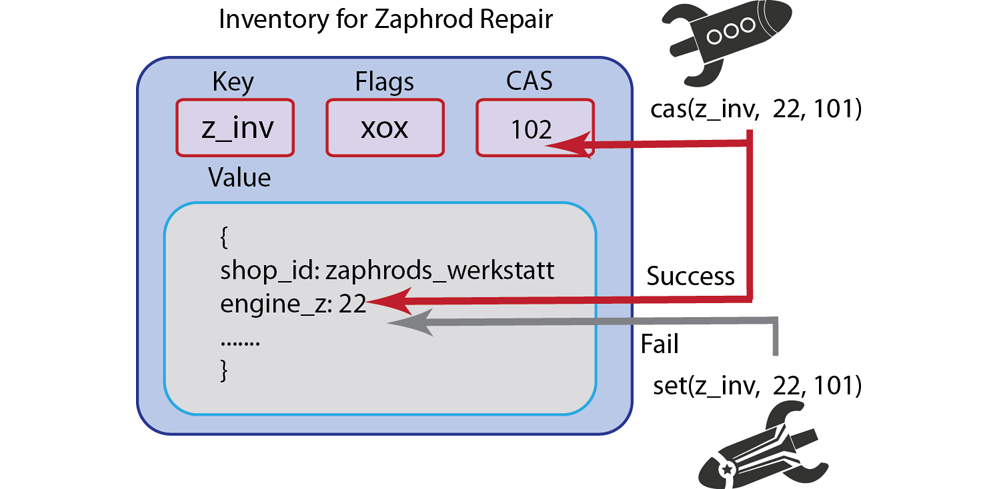 Inventory for Zaphrod Repair
Key Flags CAS
z_inv xox 102
cas(z_inv, 22, 101)
Value
{
shop_id: zaphrods_werkstatt
engine_z: 22
.......
}
Success
Fail
set(z_inv, 22, 101)